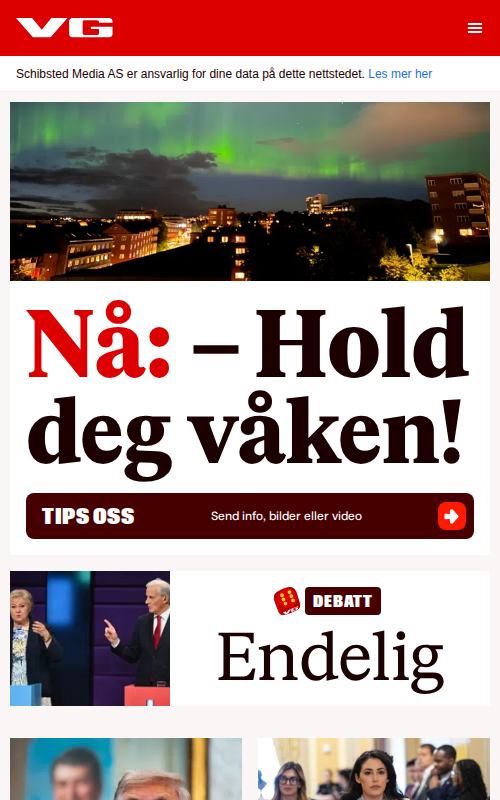 VG
Schibsted Media AS er ansvarlig for dine data på dette nettstedet. Les mer her
Nå: – Hold
deg våken!
TIPS OSS
Send info, bilder eller video
DEBATT
Endelig